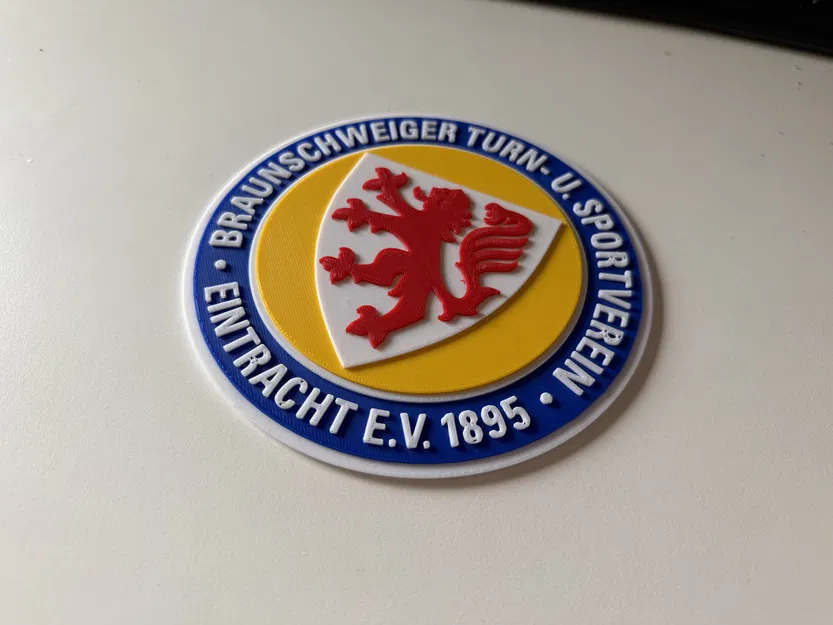 • BRAUNSCHWEIGER TURN- U. SPORTVEREIN •
EINTRACHT E.V. 1895